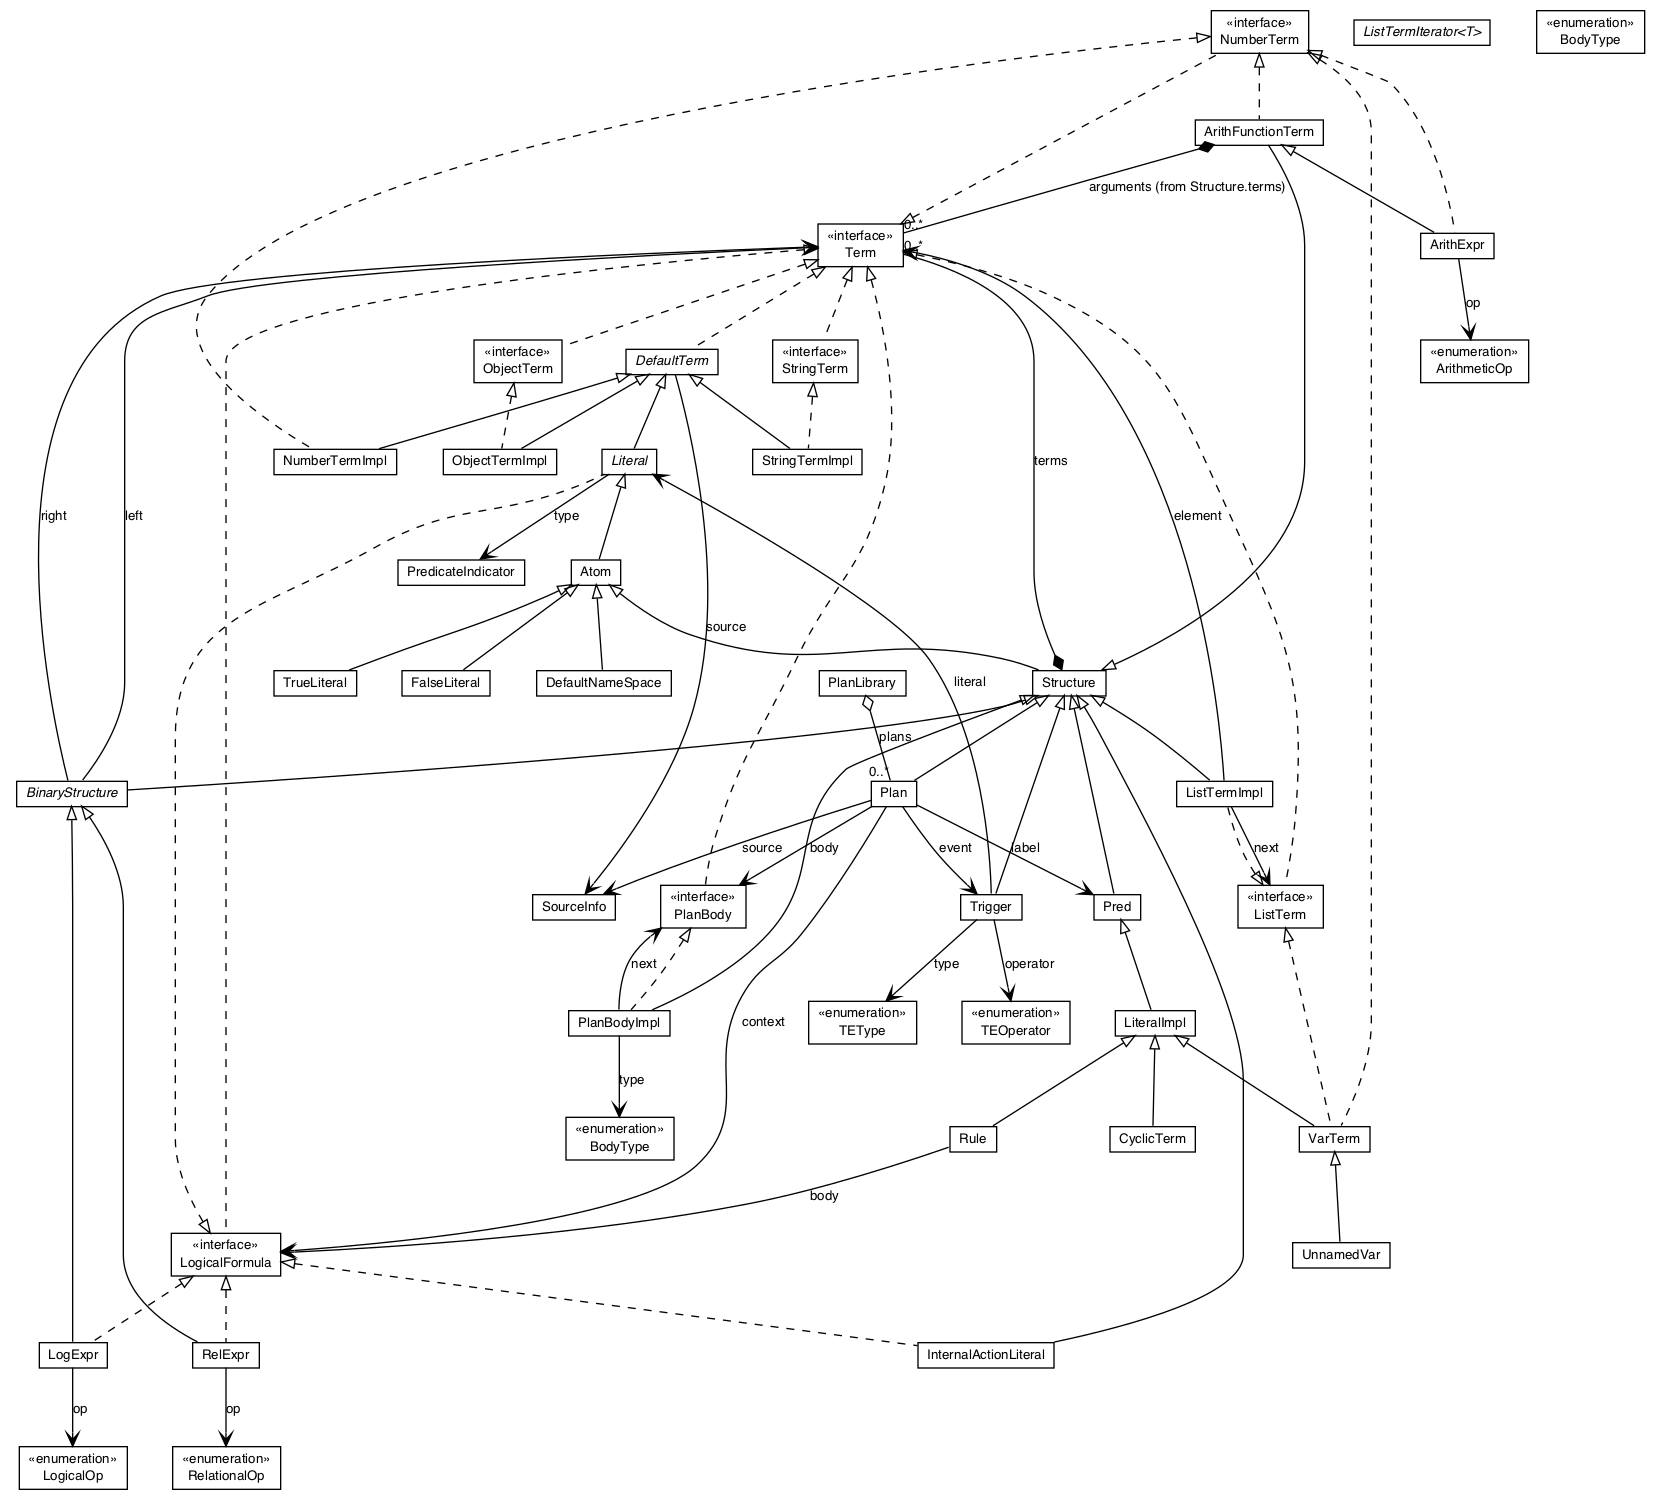 «interface»
NumberTerm
ListTermIterator<T>
«enumeration»
BodyType
ArithFunctionTerm
arguments (from Structure.terms)
0..*
«interface»
Term
0..*
ArithExpr
op
«interface»
ObjectTerm
DefaultTerm
«interface»
StringTerm
«enumeration»
ArithmeticOp
NumberTermImpl
ObjectTermImpl
Literal
StringTermImpl
terms
right
left
type
element
PredicateIndicator
Atom
source
TrueLiteral
FalseLiteral
DefaultNameSpace
PlanLibrary
literal
Structure
plans
0..*
BinaryStructure
Plan
ListTermImpl
source
body
event
label
next
SourceInfo
«interface»
PlanBody
Trigger
Pred
«interface»
ListTerm
next
type
operator
PlanBodyImpl
context
«enumeration»
TEType
«enumeration»
TEOperator
LiteralImpl
type
«enumeration»
BodyType
Rule
CyclicTerm
VarTerm
body
«interface»
LogicalFormula
UnnamedVar
LogExpr
RelExpr
InternalActionLiteral
op
op
«enumeration»
LogicalOp
«enumeration»
RelationalOp